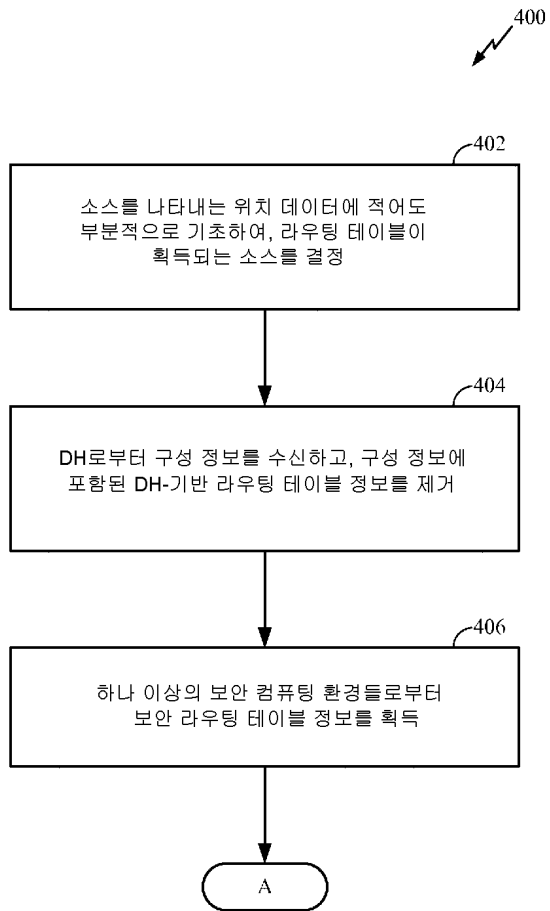 400
402
소스를 나타내는 위치 데이터에 적어도
부분적으로 기초하여, 라우팅 테이블이
획득되는 소스를 결정
404
DH로부터 구성 정보를 수신하고, 구성 정보에
포함된 DH-기반 라우팅 테이블 정보를 제거
406
하나 이상의 보안 컴퓨팅 환경들로부터
보안 라우팅 테이블 정보를 획득
A